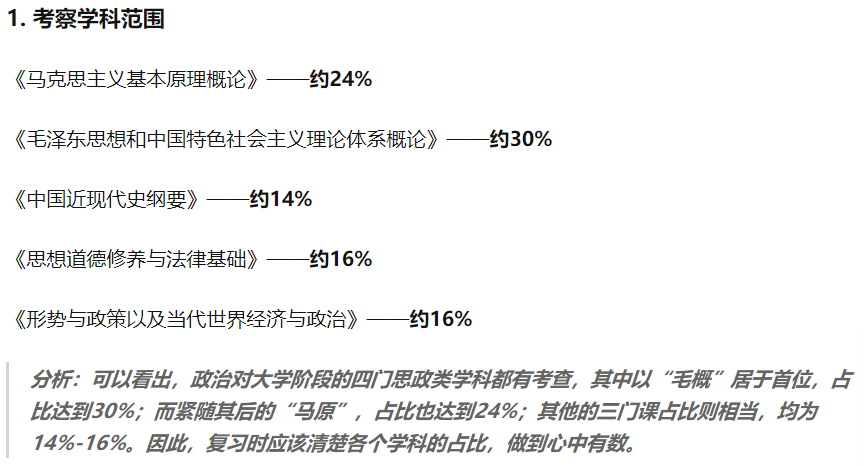 1. 考察学科范围
《马克思主义基本原理概论》——约24%
《毛泽东思想和中国特色社会主义理论体系概论》——约30%
《中国近现代史纲要》——约14%
《思想道德修养与法律基础》——约16%
《形势与政策以及当代世界经济与政治》——约16%
分析：可以看出，政治对大学阶段的四门思政类学科都有考查，其中以“毛概”居于首位，占
比达到30%；而紧随其后的“马原”，占比也达到24%；其他的三门课占比则相当，均为
14%-16%。因此，复习时应该清楚各个学科的占比，做到心中有数。